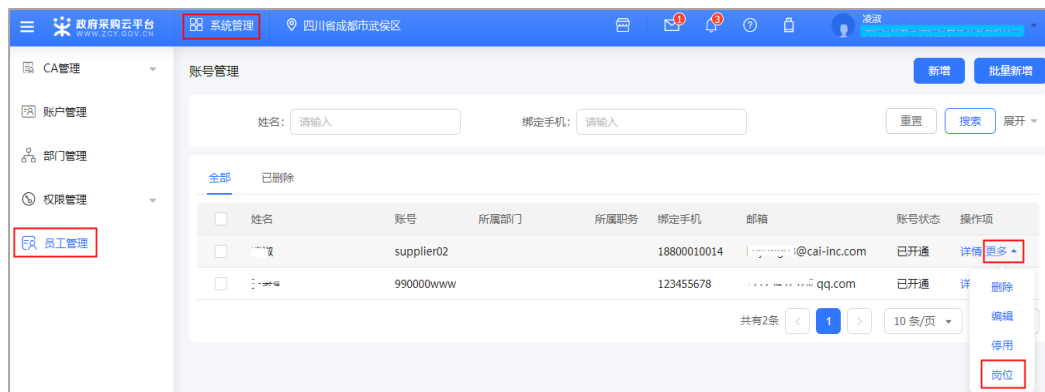 政府采购云平台 系统管理 四川省成都市武侯区 1 3 凌淑
WWW.ZCY.GOV.CN
CA管理
账户管理
部门管理
权限管理
员工管理
账号管理 新增 批量新增
姓名: 请输入 绑定手机: 请输入 重置 搜索 展开
全部 已删除
姓名 账号 所属部门 所属职务 绑定手机 邮箱 账号状态 操作项
supplier02 18800010014 @cai-inc.com 已开通 详情 更多
990000www 123455678 qq.com 已开通 详
共有2条 < 1 > 10 条/页
删除
编辑
停用
岗位